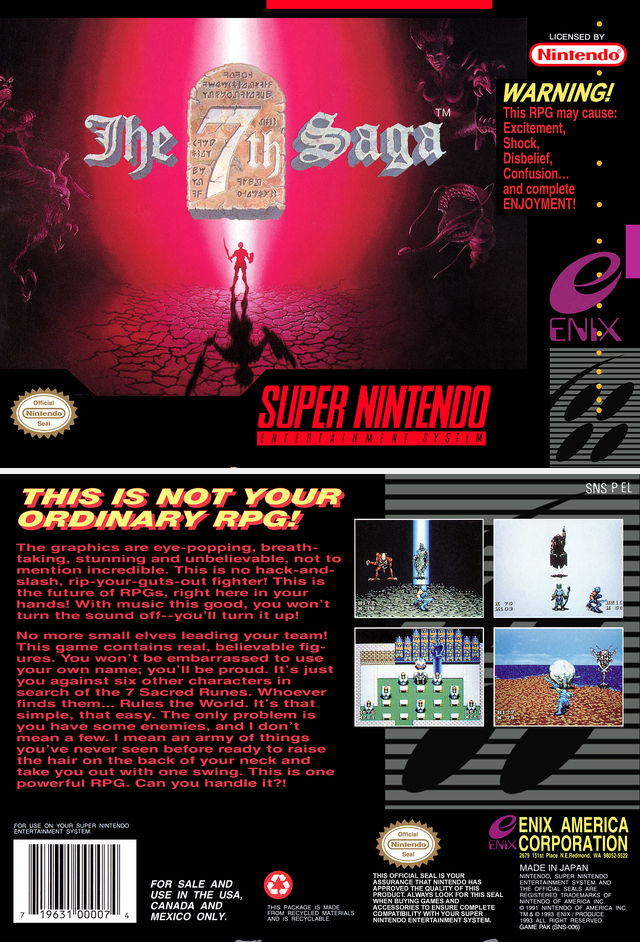 LICENSED BY
Nintendo
WARNING!
This RPG may cause:
Excitement,
Shock,
Disbelief,
Confusion...
and complete
ENJOYMENT!
The 7th Saga TM
ENIX
Official
Nintendo
Seal
SUPER NINTENDO
ENTERTAINMENT SYSTEM
SNS P EL
THIS IS NOT YOUR
ORDINARY RPG!
The graphics are eye-popping, breath-
taking, stunning and unbelievable, not to
mention incredible. This is no hack-and-
slash, rip-your-guts-out fighter! This is
the future of RPGs, right here in your
hands! With music this good, you won't
turn the sound off--you'll turn it up!
No more small elves leading your team!
This game contains real, believable fig-
ures. You won't be embarrassed to use
your own name; you'll be proud. It's just
you against six other characters in
search of the 7 Sacred Runes. Whoever
finds them... Rules the World. It's that
simple, that easy. The only problem is
you have some enemies, and I don't
mean a few. I mean an army of things
you've never seen before ready to raise
the hair on the back of your neck and
take you out with one swing. This is one
powerful RPG. Can you handle it?!
FOR USE ON YOUR SUPER NINTENDO
ENTERTAINMENT SYSTEM.
7 19631 00007 4
FOR SALE AND
USE IN THE USA,
CANADA AND
MEXICO ONLY.
THIS PACKAGE IS MADE
FROM RECYCLED MATERIALS
AND IS RECYCLABLE.
Official
Nintendo
Seal
THIS OFFICIAL SEAL IS YOUR
ASSURANCE THAT NINTENDO HAS
APPROVED THE QUALITY OF THIS
PRODUCT. ALWAYS LOOK FOR THIS SEAL
WHEN BUYING GAMES AND
ACCESSORIES TO ENSURE COMPLETE
COMPATIBILITY WITH YOUR SUPER
NINTENDO ENTERTAINMENT SYSTEM.
ENIX
ENIX AMERICA
CORPORATION
2679 151st Place N.E.Redmond, WA 98052-5522
MADE IN JAPAN
NINTENDO, SUPER NINTENDO
ENTERTAINMENT SYSTEM AND
THE OFFICIAL SEALS ARE
REGISTERED TRADEMARKS OF
NINTENDO OF AMERICA INC.
© 1991 NINTENDO OF AMERICA INC.
TM & © 1993 ENIX / PRODUCE
1993 ALL RIGHT RESERVED.
GAME PAK (SNS-006)